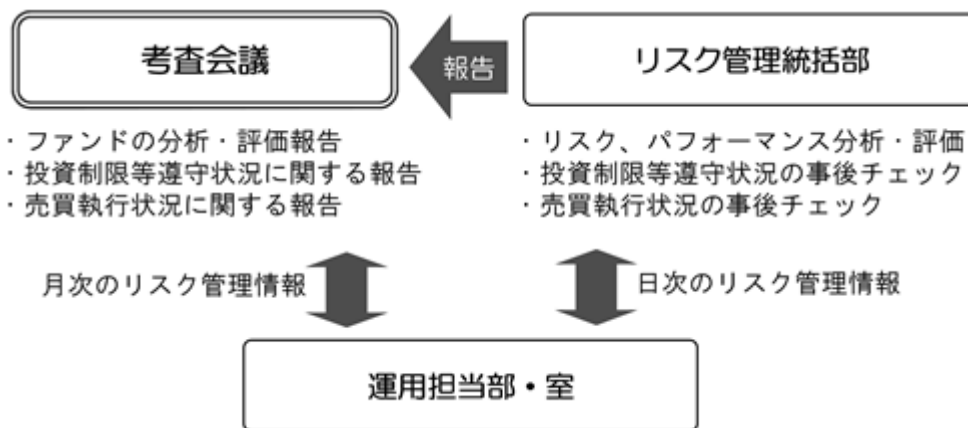 考査会議
報告
リスク管理統括部
・ファンドの分析・評価報告
・投資制限等遵守状況に関する報告
・売買執行状況に関する報告
・リスク、パフォーマンス分析・評価
・投資制限等遵守状況の事後チェック
・売買執行状況の事後チェック
月次のリスク管理情報
日次のリスク管理情報
運用担当部・室